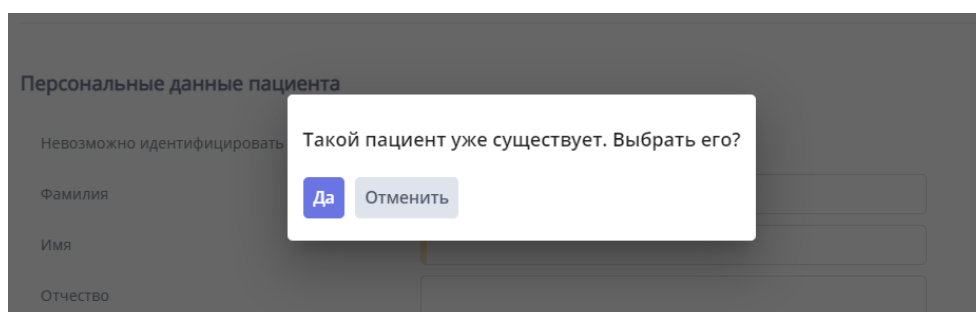 Персональные данные пациента
Невозможно идентифицировать
Такой пациент уже существует. Выбрать его?
Фамилия
Да Отменить
Имя
Отчество